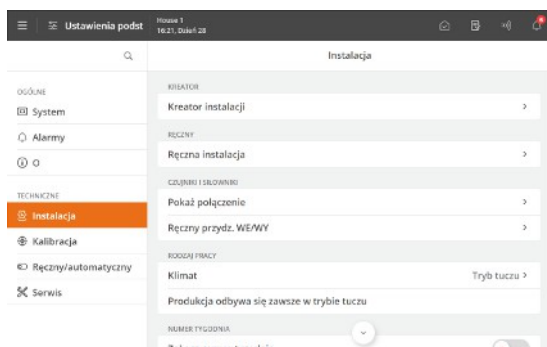 Ustawienia podst
House 1
16:21, Dzień 28
Instalacja
OGÓLNE
System
Alarmy
O
TECHNICZNE
Instalacja
Kalibracja
Ręczny/automatyczny
Serwis
KREATOR
Kreator instalacji
RĘCZNY
Ręczna instalacja
CZUJNIKI I SIŁOWNIKI
Pokaż połączenie
Ręczny przydz. WE/WY
RODZAJ PRACY
Klimat Tryb tuczu
Produkcja odbywa się zawsze w trybie tuczu
NUMER TYGODNIA